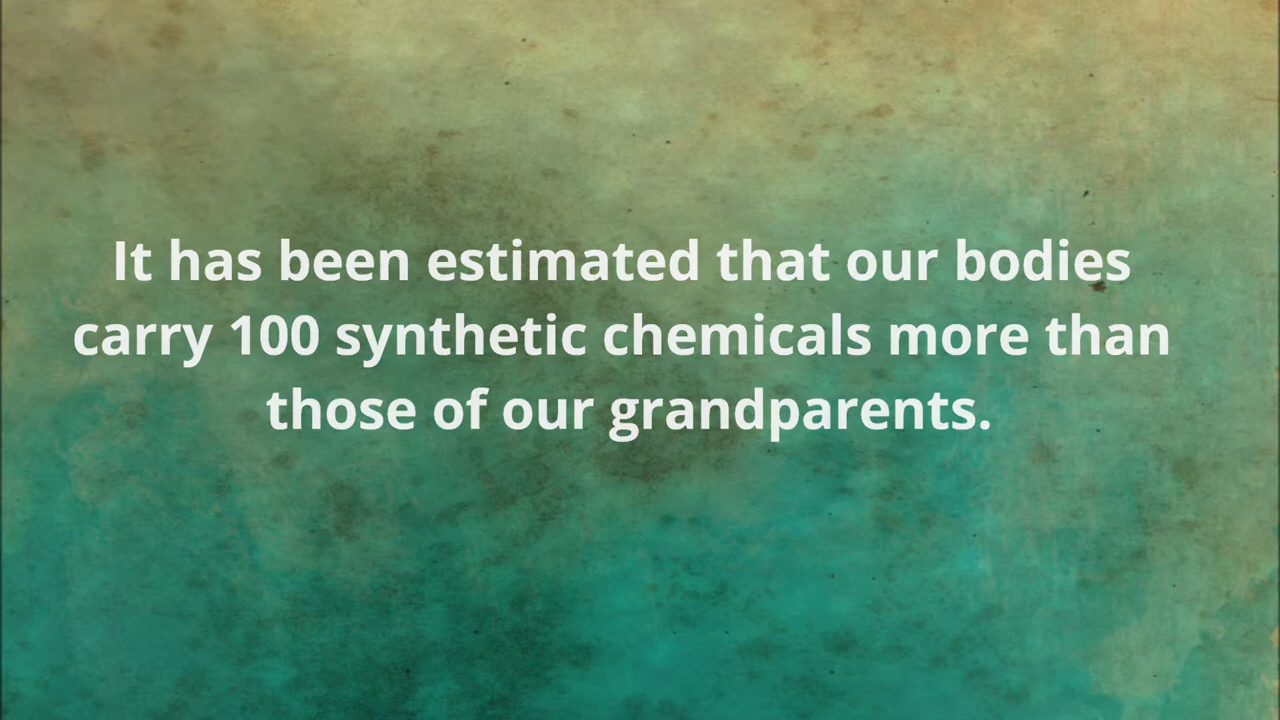 It has been estimated that our bodies
carry 100 synthetic chemicals more than
those of our grandparents.